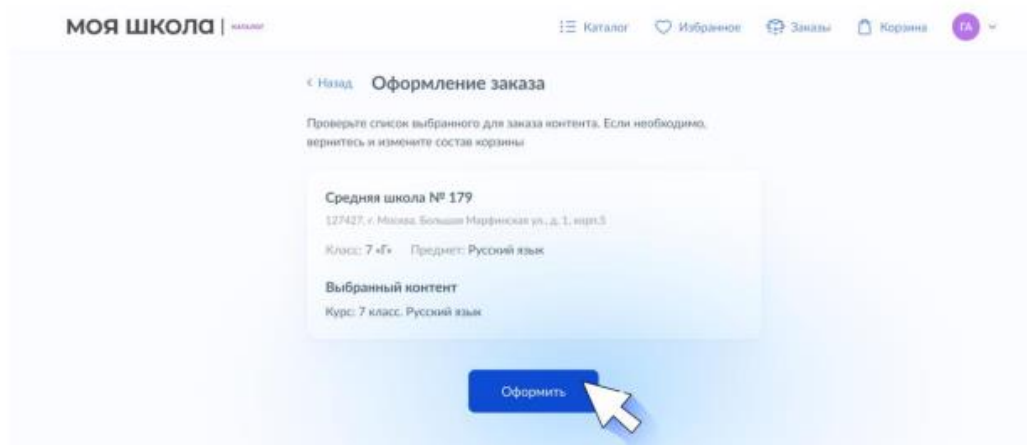 МОЯ ШКОЛА | КАТАЛОГ
Каталог Избранное Заказы Корзина ГА
Назад Оформление заказа
Проверьте список выбранного для заказа контента. Если необходимо,
вернитесь и измените состав корзины
Средняя школа № 179
127427, г. Москва, Большая Марфинская ул., д. 1, корп.5
Класс: 7 «Г» Предмет: Русский язык
Выбранный контент
Курс: 7 класс. Русский язык
Оформить